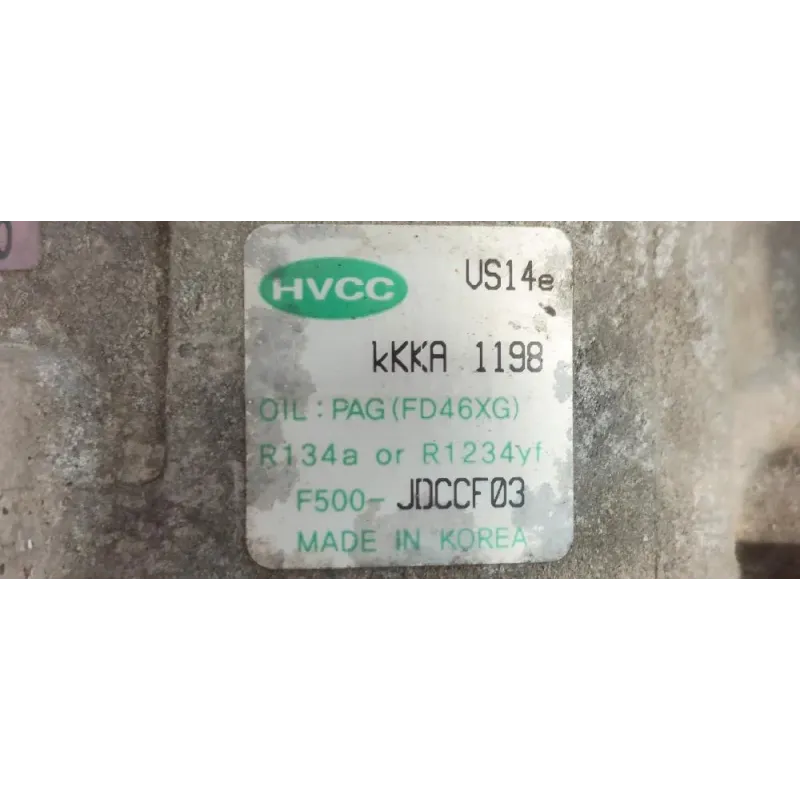 HVCC
VS14e
kKKA 1198
OIL : PAG (FD46XG)
R134a or R1234yf
F500- JDCCF03
MADE IN KOREA